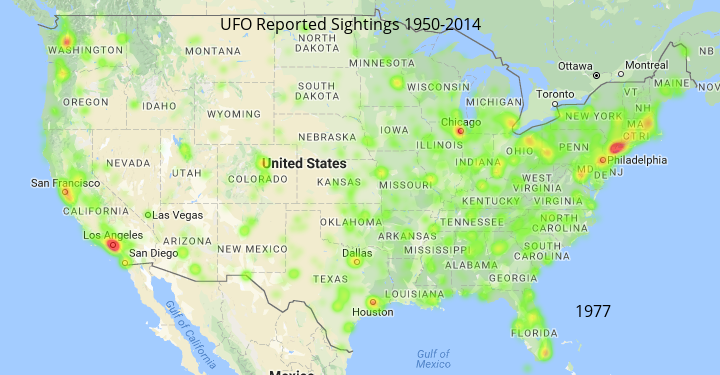 UFO Reported Sightings 1950-2014
WASHINGTON
MONTANA
NORTH
DAKOTA
MINNESOTA
Ottawa
Montreal
NB
MAINE
NOVA
OREGON
IDAHO
WYOMING
SOUTH
DAKOTA
WISCONSIN
MICHIGAN
Toronto
VT
NH
NEW YORK
MA
CT
RI
NEVADA
UTAH
COLORADO
NEBRASKA
IOWA
Chicago
ILLINOIS
INDIANA
OHIO
PENN
Philadelphia
MD
DE
NJ
United States
San Francisco
CALIFORNIA
Las Vegas
KANSAS
MISSOURI
WEST
VIRGINIA
KENTUCKY
VIRGINIA
Los Angeles
San Diego
ARIZONA
NEW MEXICO
OKLAHOMA
ARKANSAS
TENNESSEE
NORTH
CAROLINA
Dallas
MISSISSIPPI
SOUTH
CAROLINA
ALABAMA
GEORGIA
TEXAS
LOUISIANA
Houston
1977
FLORIDA
Gulf of
California
Gulf of
Mexico
Mexico